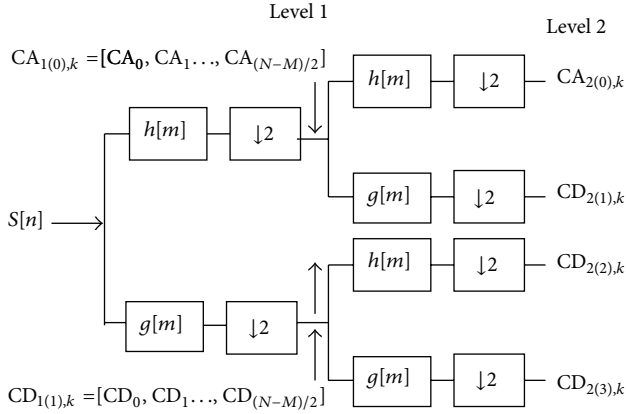 Level 1
Level 2
CA₁₍₀₎,ₖ =[CA₀, CA₁…, CA₍N₋M₎/₂]
h[m]
↓2
CA₂₍₀₎,ₖ
h[m]
↓2
g[m]
↓2
CD₂₍₁₎,ₖ
S[n]
h[m]
↓2
CD₂₍₂₎,ₖ
g[m]
↓2
g[m]
↓2
CD₂₍₃₎,ₖ
CD₁₍₁₎,ₖ =[CD₀, CD₁…, CD₍N₋M₎/₂]